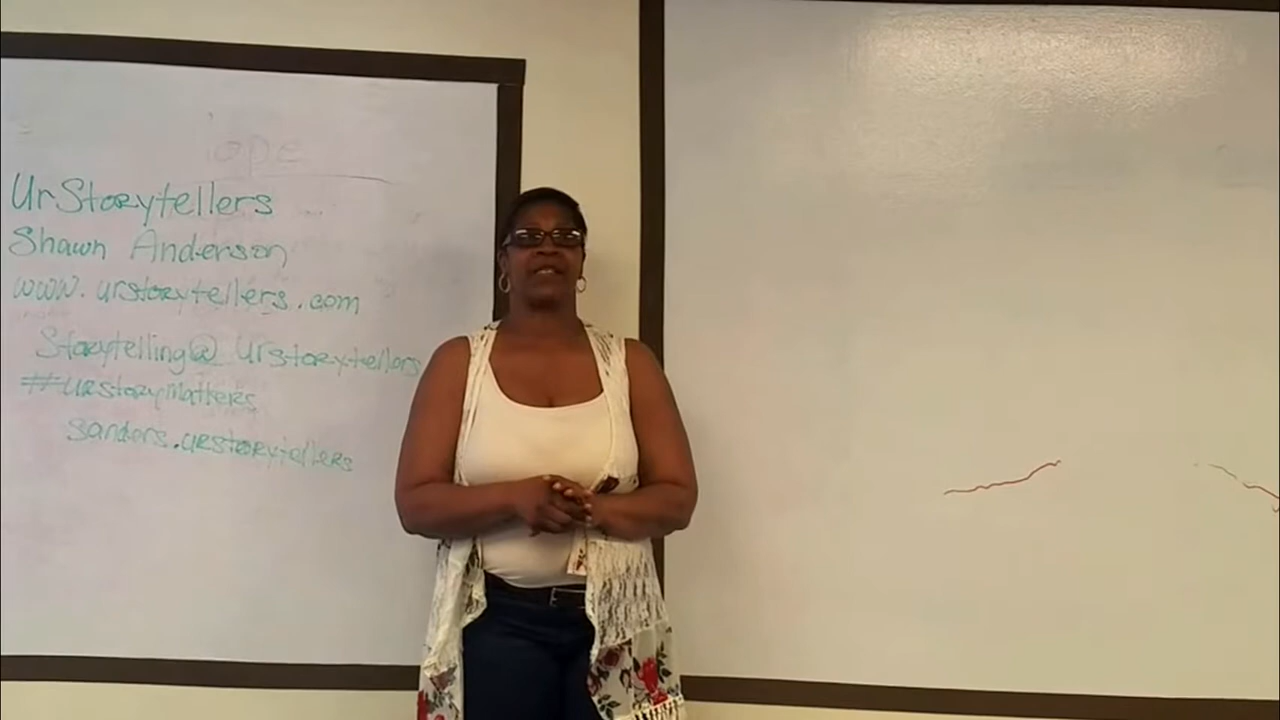 UrStorytellers
Shawn Anderson
www.urstorytellers.com
Storytelling@ urstorytellers
#urstoryMatters
sanders.urstorytellers